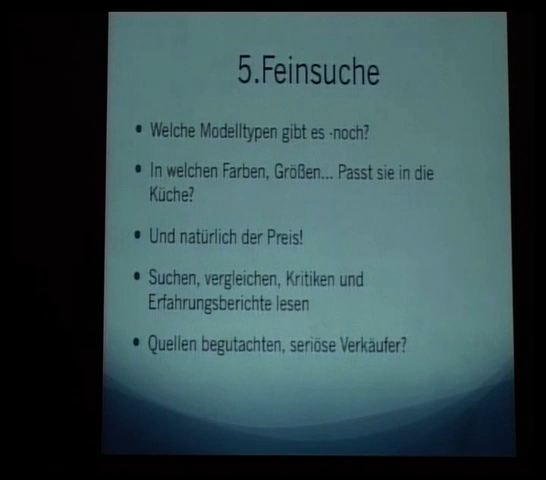 5.Feinsuche
• Welche Modelltypen gibt es -noch?
• In welchen Farben, Größen... Passt sie in die
Küche?
• Und natürlich der Preis!
• Suchen, vergleichen, Kritiken und
Erfahrungsberichte lesen
• Quellen begutachten, seriöse Verkäufer?